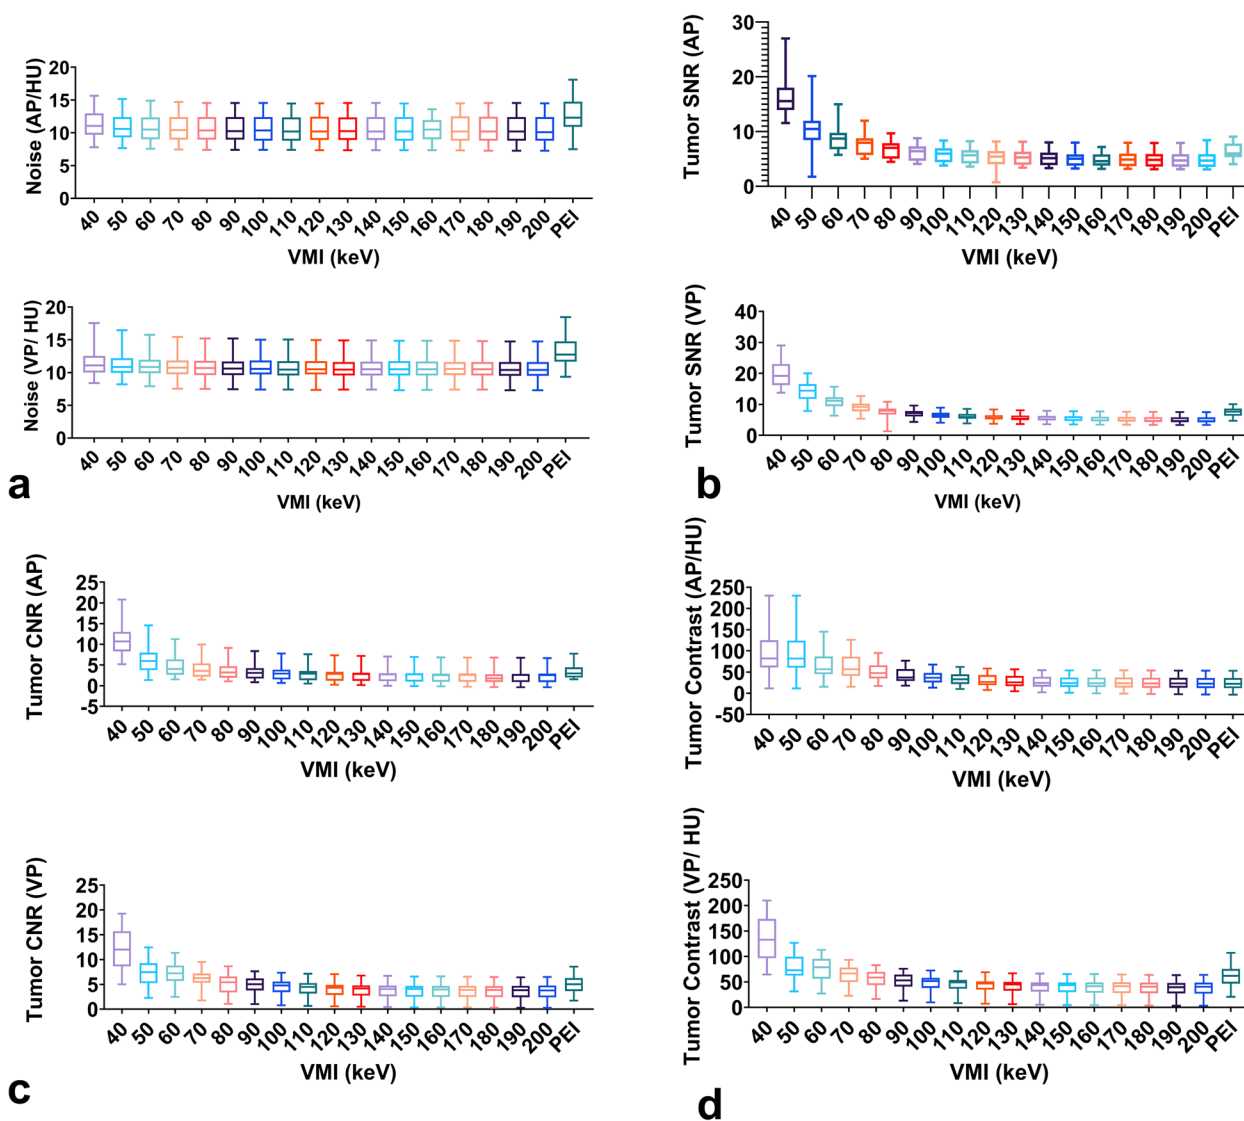 Noise (AP/HU)
20
15
10
5
0
40 50 60 70 80 90 100 110 120 130 140 150 160 170 180 190 200 PEI
VMI (keV)
Noise (VP/ HU)
20
15
10
5
0
40 50 60 70 80 90 100 110 120 130 140 150 160 170 180 190 200 PEI
VMI (keV)
a
Tumor SNR (AP)
30
20
10
0
40 50 60 70 80 90 100 110 120 130 140 150 160 170 180 190 200 PEI
VMI (keV)
Tumor SNR (VP)
40
30
20
10
0
40 50 60 70 80 90 100 110 120 130 140 150 160 170 180 190 200 PEI
VMI (keV)
b
Tumor CNR (AP)
25
20
15
10
5
0
-5
40 50 60 70 80 90 100 110 120 130 140 150 160 170 180 190 200 PEI
VMI (keV)
Tumor CNR (VP)
25
20
15
10
5
0
40 50 60 70 80 90 100 110 120 130 140 150 160 170 180 190 200 PEI
VMI (keV)
c
Tumor Contrast (AP/HU)
250
200
150
100
50
0
-50
40 50 60 70 80 90 100 110 120 130 140 150 160 170 180 190 200 PEI
VMI (keV)
Tumor Contrast (VP/ HU)
250
200
150
100
50
0
40 50 60 70 80 90 100 110 120 130 140 150 160 170 180 190 200 PEI
VMI (keV)
d